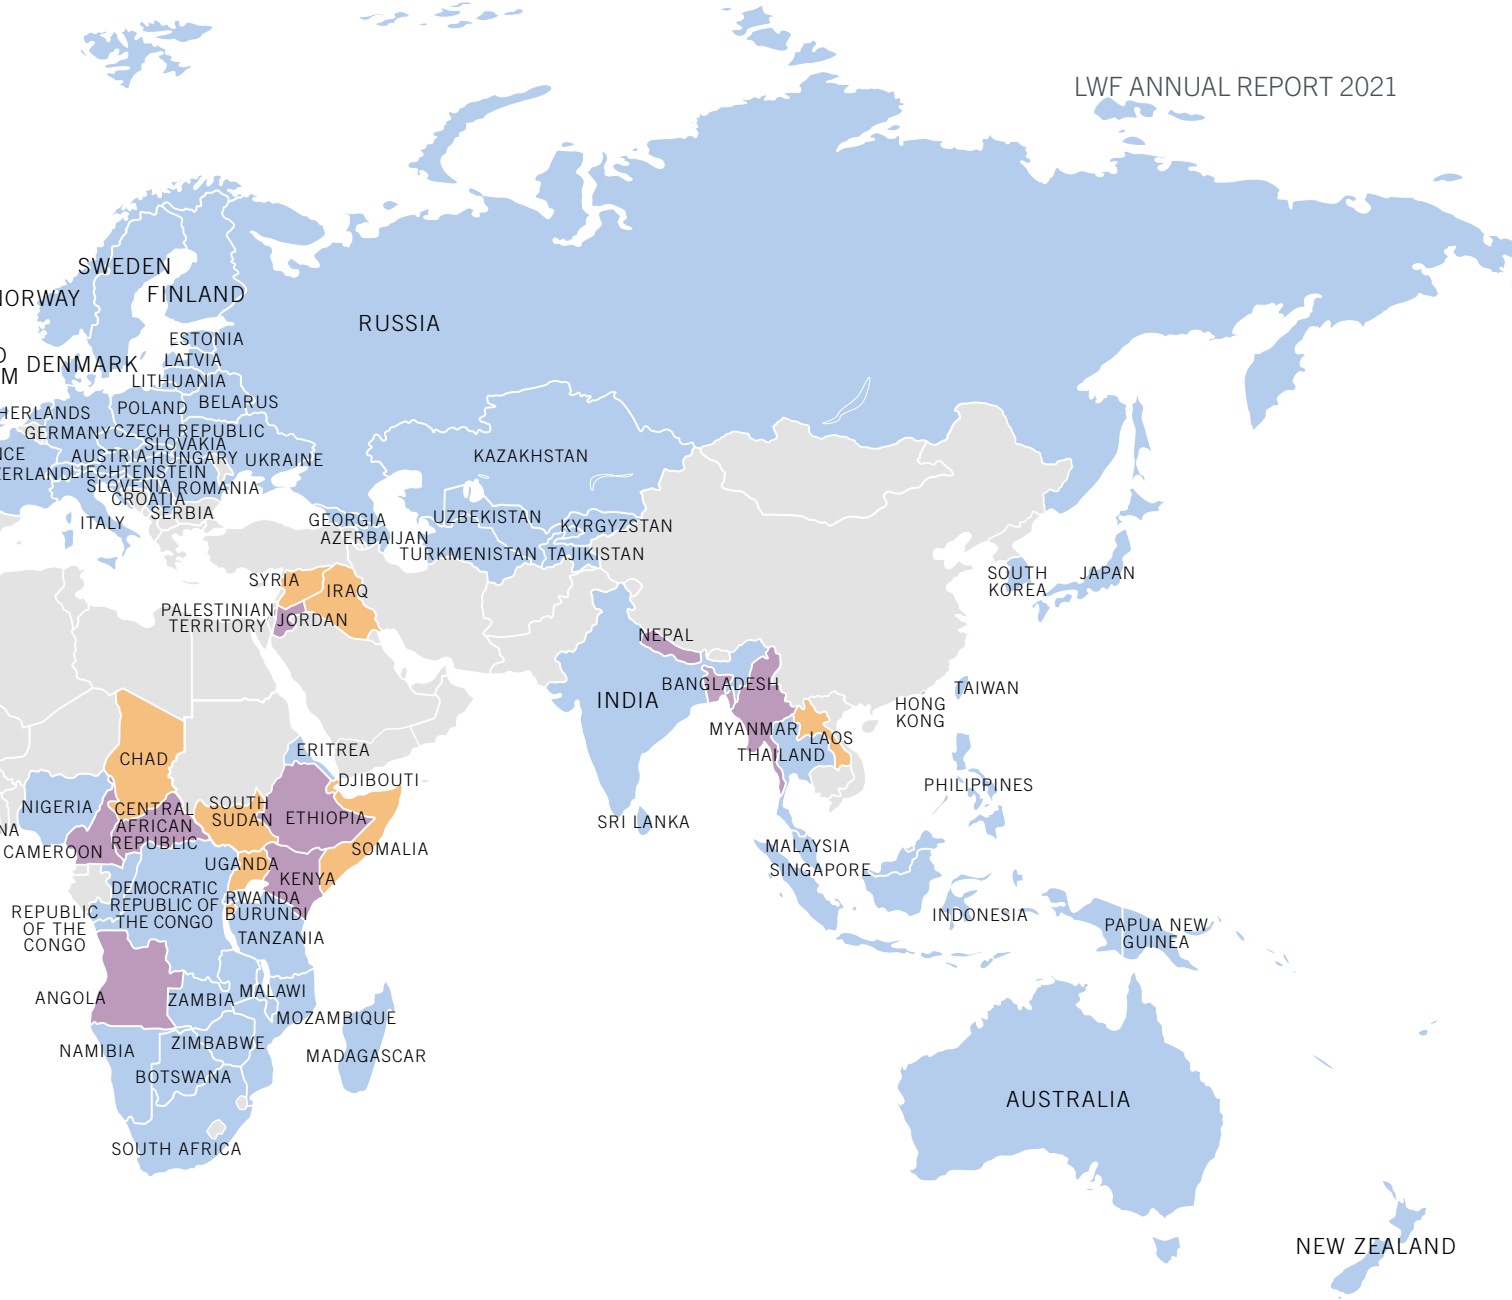 LWF ANNUAL REPORT 2021
SWEDEN
FINLAND
RUSSIA
ESTONIA
LATVIA
DENMARK
LITHUANIA
BELARUS
POLAND
GERMANY
CZECH REPUBLIC
SLOVAKIA
AUSTRIA
HUNGARY
UKRAINE
KAZAKHSTAN
LIECHTENSTEIN
SLOVENIA
ROMANIA
CROATIA
SERBIA
ITALY
GEORGIA
AZERBAIJAN
UZBEKISTAN
KYRGYZSTAN
TURKMENISTAN
TAJIKISTAN
SYRIA
IRAQ
PALESTINIAN
TERRITORY
JORDAN
SOUTH
KOREA
JAPAN
NEPAL
BANGLADESH
INDIA
TAIWAN
HONG
KONG
MYANMAR
LAOS
THAILAND
CHAD
ERITREA
DJIBOUTI
PHILIPPINES
NIGERIA
CENTRAL
AFRICAN
REPUBLIC
SOUTH
SUDAN
ETHIOPIA
SRI LANKA
NA
CAMEROON
SOMALIA
MALAYSIA
SINGAPORE
UGANDA
KENYA
DEMOCRATIC
REPUBLIC OF
THE CONGO
RWANDA
BURUNDI
REPUBLIC
OF THE
CONGO
TANZANIA
INDONESIA
PAPUA NEW
GUINEA
ANGOLA
ZAMBIA
MALAWI
MOZAMBIQUE
NAMIBIA
ZIMBABWE
MADAGASCAR
BOTSWANA
AUSTRALIA
SOUTH AFRICA
NEW ZEALAND
ORWAY
M
HERLANDS
NCE
ERLAND